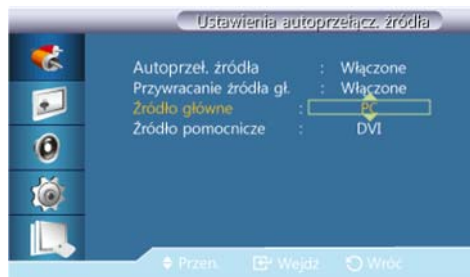 Ustawienia autoprzełącz. źródła
Autoprzeł. źródła : Włączone
Przywracanie źródła gł. : Włączone
Źródło główne : PC
Źródło pomocnicze : DVI
Przen. Wejdź Wróć